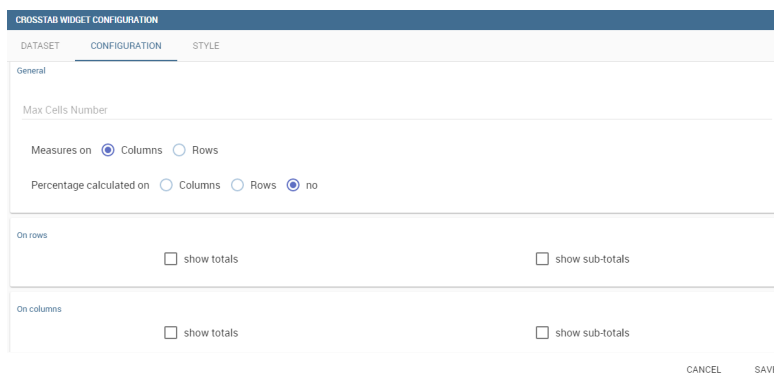 CROSSTAB WIDGET CONFIGURATION
DATASET CONFIGURATION STYLE
General
Max Cells Number
Measures on Columns Rows
Percentage calculated on Columns Rows no
On rows
show totals show sub-totals
On columns
show totals show sub-totals
CANCEL SAVE